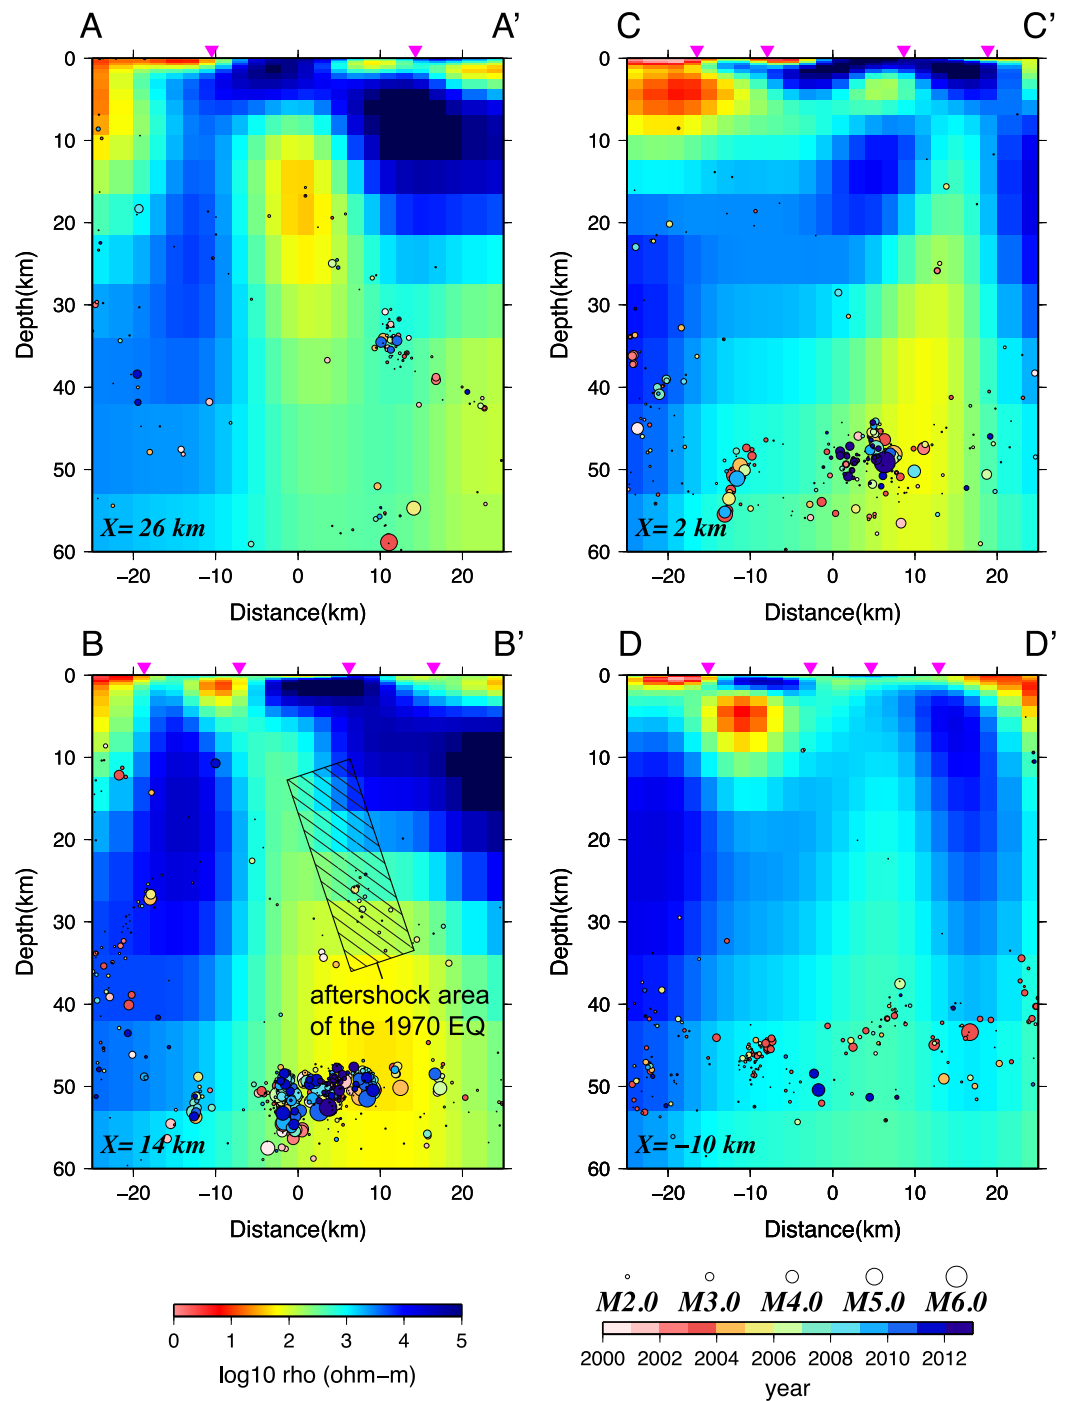 A A' C C'
0 0
10 10
20 20
30 30
40 40
50 50
60 60
Depth(km) Depth(km)
X= 26 km X= 2 km
−20 −10 0 10 20 −20 −10 0 10 20
Distance(km) Distance(km)
B B' D D'
0 0
10 10
20 20
30 30
40 40
50 50
60 60
Depth(km) Depth(km)
aftershock area
of the 1970 EQ
X= 14 km X= −10 km
−20 −10 0 10 20 −20 −10 0 10 20
Distance(km) Distance(km)
0 1 2 3 4 5
log10 rho (ohm−m)
M2.0 M3.0 M4.0 M5.0 M6.0
2000 2002 2004 2006 2008 2010 2012
year